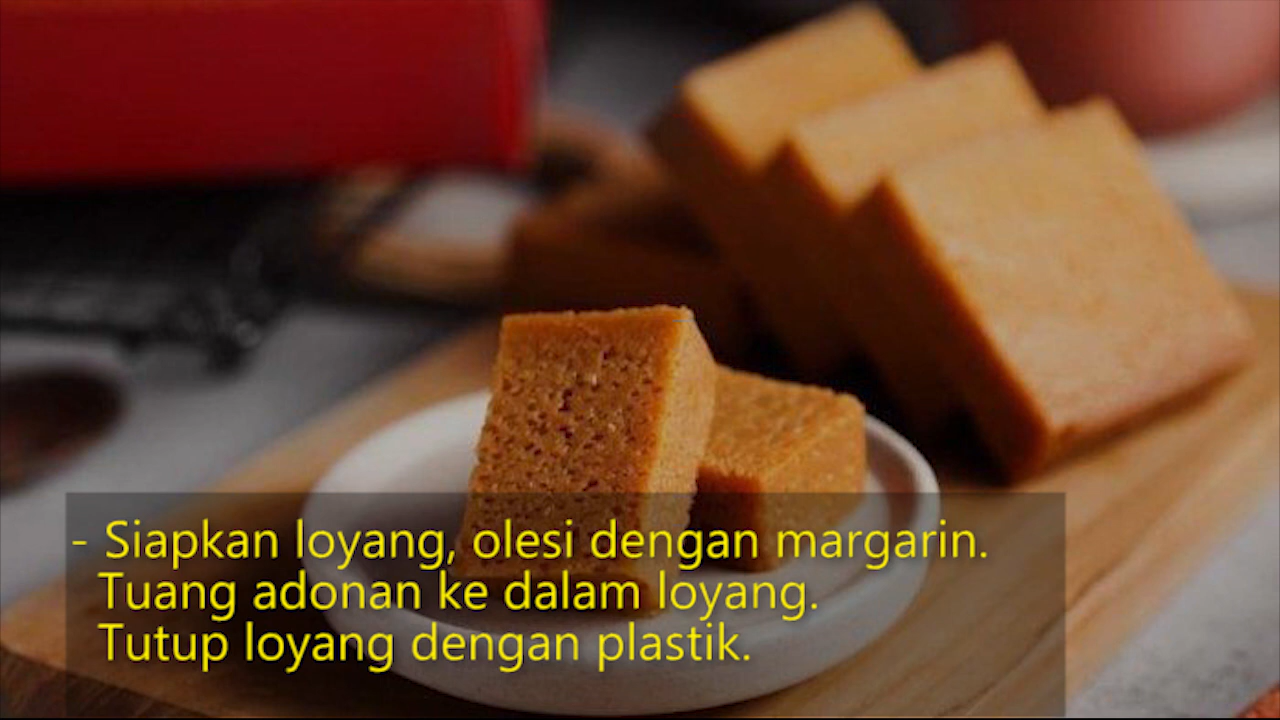 - Siapkan loyang, olesi dengan margarin.
Tuang adonan ke dalam loyang.
Tutup loyang dengan plastik.